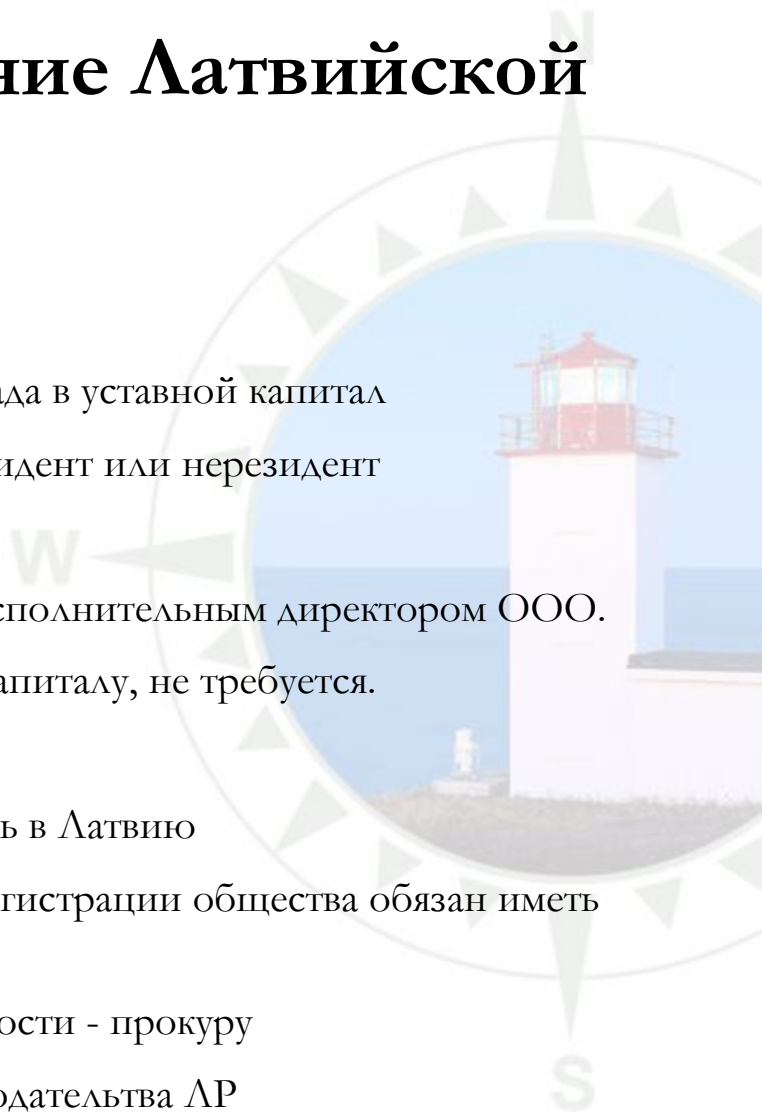 ние Латвийской
N
ада в уставной капитал
идент или нерезидент
W
сполнительным директором ООО.
апиталу, не требуется.
ь в Латвию
гистрации общества обязан иметь
ости - прокуру
одательтва ЛР
S